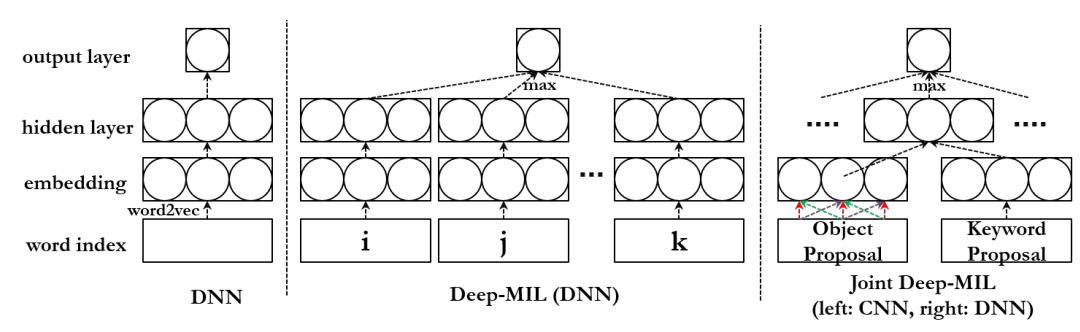 output layer
max
max
hidden layer
....
....
embedding
...
word2vec
word index
i
j
k
Object
Proposal
Keyword
Proposal
DNN
Deep-MIL (DNN)
Joint Deep-MIL
(left: CNN, right: DNN)